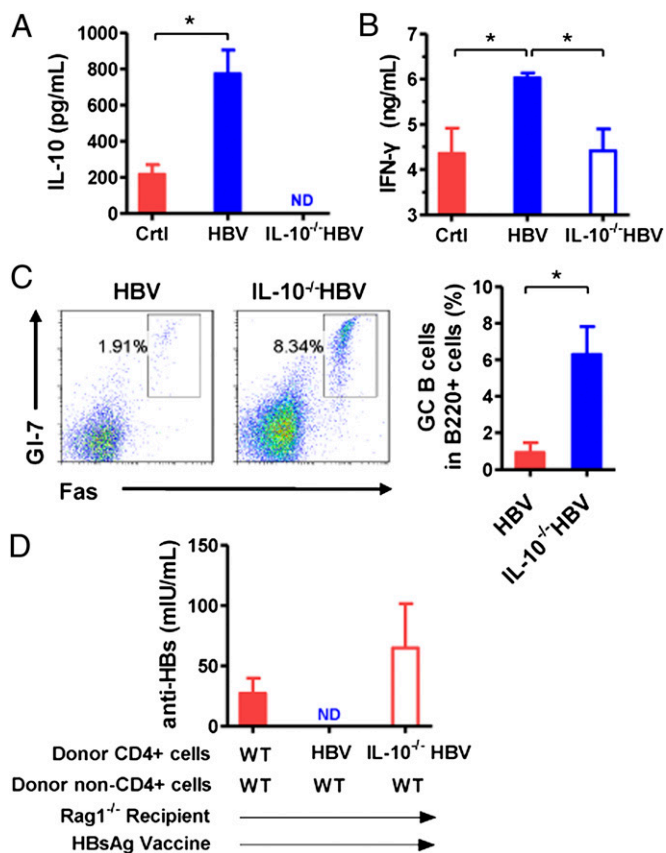 A
*
IL-10 (pg/mL)
1000
800
600
400
200
0
ND
Crtl HBV IL-10-/-HBV
B
* *
IFN-γ (ng/mL)
6
5
4
3
Crtl HBV IL-10-/-HBV
C
HBV IL-10-/-HBV
1.91% 8.34%
GI-7
Fas
*
GC B cells
in B220+ cells (%)
10
8
6
4
2
0
HBV
IL-10-/-HBV
D
anti-HBs (mIU/mL)
150
100
50
0
ND
Donor CD4+ cells WT HBV IL-10-/- HBV
Donor non-CD4+ cells WT WT WT
Rag1-/- Recipient
HBsAg Vaccine